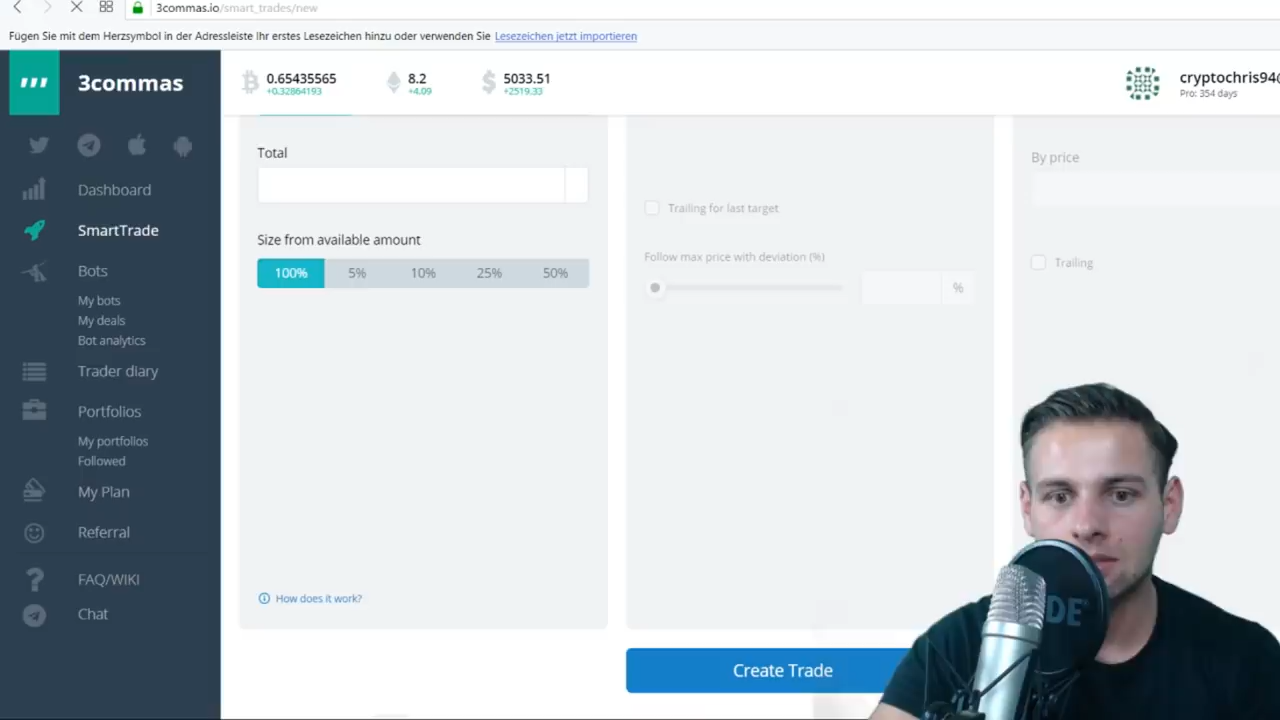 3commas.io/smart_trades/new
Fügen Sie mit dem Herzsymbol in der Adressleiste Ihr erstes Lesezeichen hinzu oder verwenden Sie Lesezeichen jetzt importieren
3commas
0.65435565
+0.32864193
8.2
+4.09
5033.51
+2519.33
cryptochris94@
Pro: 354 days
Dashboard
SmartTrade
Bots
My bots
My deals
Bot analytics
Trader diary
Portfolios
My portfolios
Followed
My Plan
Referral
FAQ/WIKI
Chat
Total
Size from available amount
100% 5% 10% 25% 50%
How does it work?
Trailing for last target
Follow max price with deviation (%)
%
By price
Trailing
Create Trade
DE